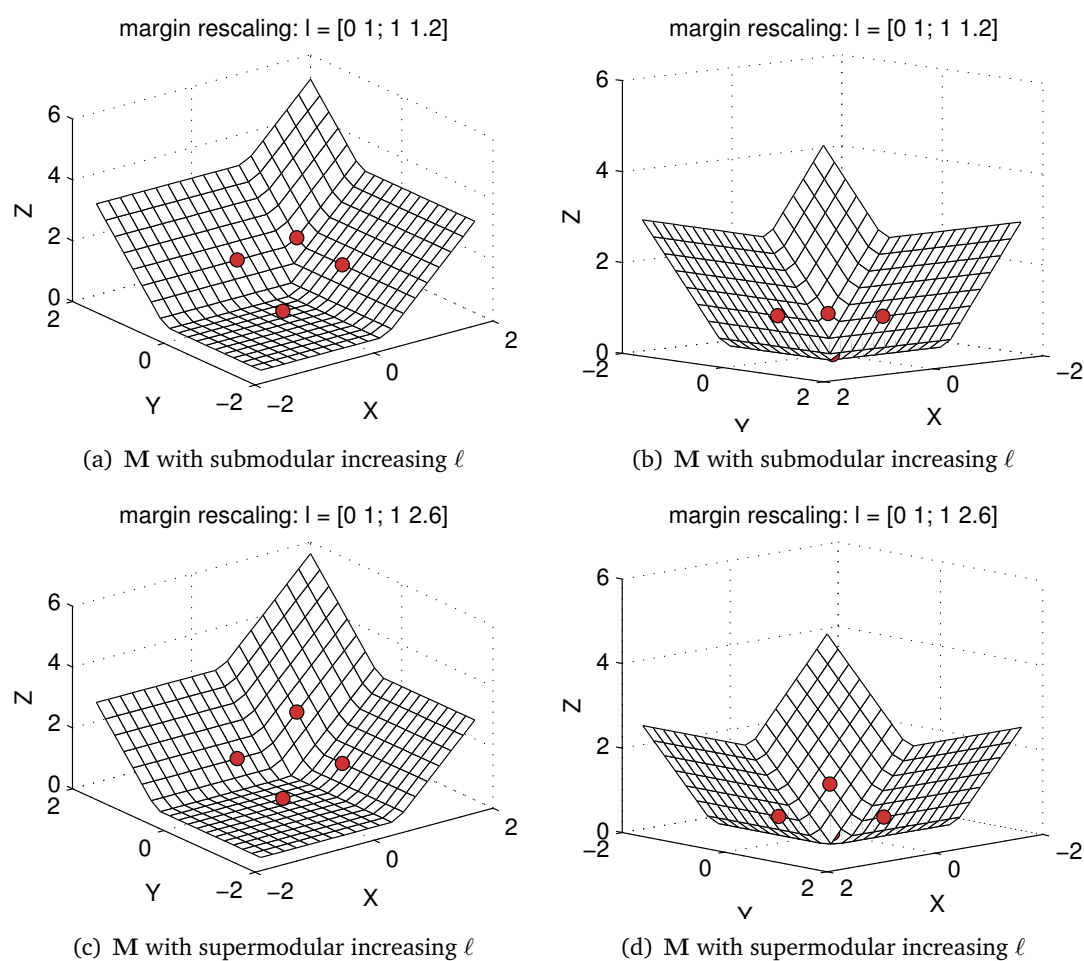 margin rescaling: l = [0 1; 1 1.2]
6
4
2
0
Z
2
0
−2
Y
−2
0
2
X
(a) M with submodular increasing ℓ
margin rescaling: l = [0 1; 1 1.2]
6
4
2
0
Z
−2
0
2
Y
2
0
−2
X
(b) M with submodular increasing ℓ
margin rescaling: l = [0 1; 1 2.6]
6
4
2
0
Z
2
0
−2
Y
−2
0
2
X
(c) M with supermodular increasing ℓ
margin rescaling: l = [0 1; 1 2.6]
6
4
2
0
Z
−2
0
2
Y
2
0
−2
X
(d) M with supermodular increasing ℓ